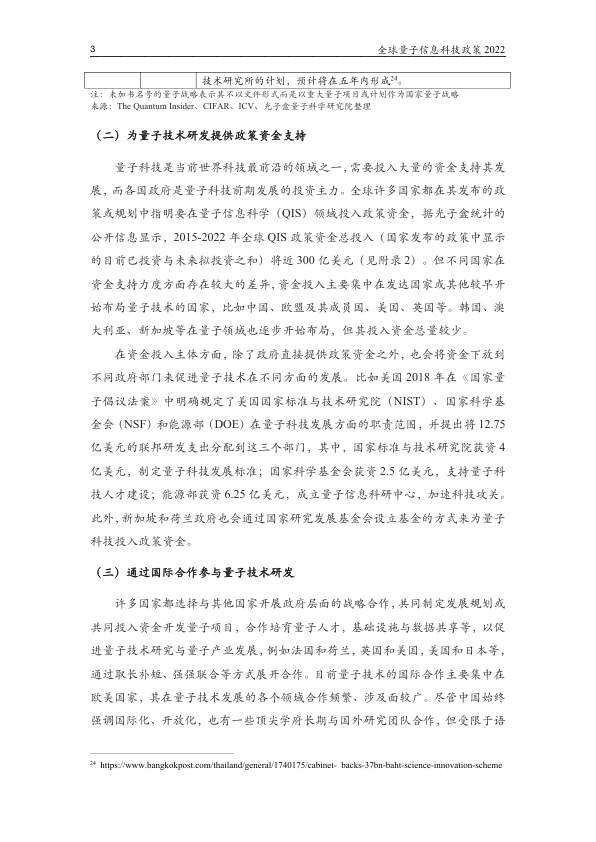 3 全球量子信息科技政策 2022
技术研究所的计划，预计将在五年内形成24。
注：未加书名号的量子战略表示其不以文件形式而是以重大量子项目或计划作为国家量子战略
来源：The Quantum Insider、CIFAR、ICV、光子盒量子科学研究院整理
（二）为量子技术研发提供政策资金支持
量子科技是当前世界科技最前沿的领域之一，需要投入大量的资金支持其发
展，而各国政府是量子科技前期发展的投资主力。全球许多国家都在其发布的政
策或规划中指明要在量子信息科学（QIS）领域投入政策资金，据光子盒统计的
公开信息显示，2015-2022 年全球 QIS 政策资金总投入（国家发布的政策中显示
的目前已投资与未来拟投资之和）将近 300 亿美元（见附录 2）。但不同国家在
资金支持力度方面存在较大的差异，资金投入主要集中在发达国家或其他较早开
始布局量子技术的国家，比如中国、欧盟及其成员国、美国、英国等。韩国、澳
大利亚、新加坡等在量子领域也逐步开始布局，但其投入资金总量较少。
在资金投入主体方面，除了政府直接提供政策资金之外，也会将资金下放到
不同政府部门来促进量子技术在不同方面的发展。比如美国 2018 年在《国家量
子倡议法案》中明确规定了美国国家标准与技术研究院（NIST）、国家科学基
金会（NSF）和能源部（DOE）在量子科技发展方面的职责范围，并提出将 12.75
亿美元的联邦研发支出分配到这三个部门，其中，国家标准与技术研究院获资 4
亿美元，制定量子科技发展标准；国家科学基金会获资 2.5 亿美元，支持量子科
技人才建设；能源部获资 6.25 亿美元，成立量子信息科研中心，加速科技攻关。
此外，新加坡和荷兰政府也会通过国家研究发展基金会设立基金的方式来为量子
科技投入政策资金。
（三）通过国际合作参与量子技术研发
许多国家都选择与其他国家开展政府层面的战略合作，共同制定发展规划或
共同投入资金开发量子项目，合作培育量子人才，基础设施与数据共享等，以促
进量子技术研究与量子产业发展，例如法国和荷兰，英国和美国，美国和日本等，
通过取长补短、强强联合等方式展开合作。目前量子技术的国际合作主要集中在
欧美国家，其在量子技术发展的各个领域合作频繁、涉及面较广。尽管中国始终
强调国际化、开放化，也有一些顶尖学府长期与国外研究团队合作，但受限于语
24 https://www.bangkokpost.com/thailand/general/1740175/cabinet- backs-37bn-baht-science-innovation-scheme